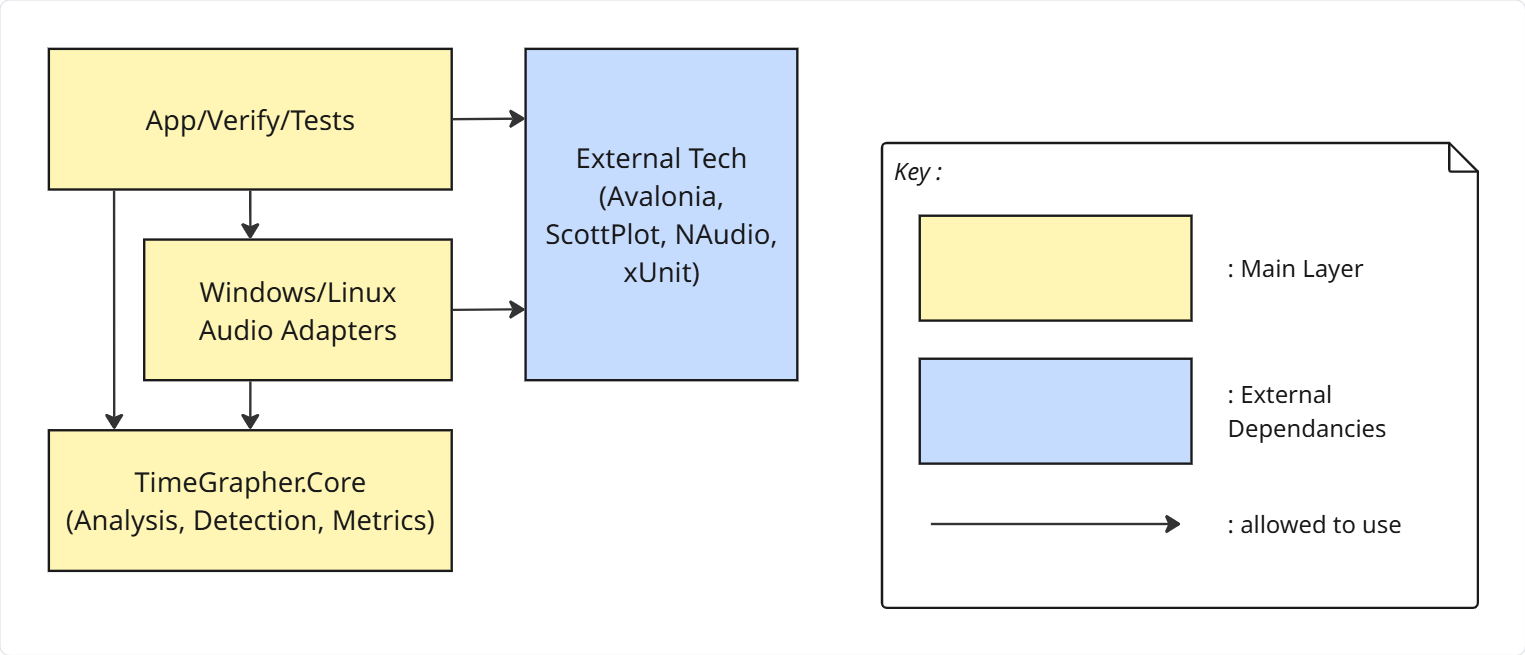 App/Verify/Tests
External Tech
(Avalonia,
ScottPlot, NAudio,
xUnit)
Windows/Linux
Audio Adapters
TimeGrapher.Core
(Analysis, Detection, Metrics)
Key :
: Main Layer
: External
Dependancies
: allowed to use